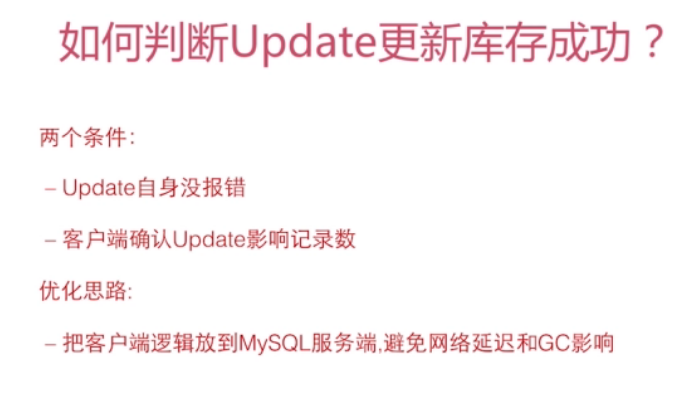 如何判断Update更新库存成功？
两个条件:
– Update自身没报错
– 客户端确认Update影响记录数
优化思路:
– 把客户端逻辑放到MySQL服务端,避免网络延迟和GC影响